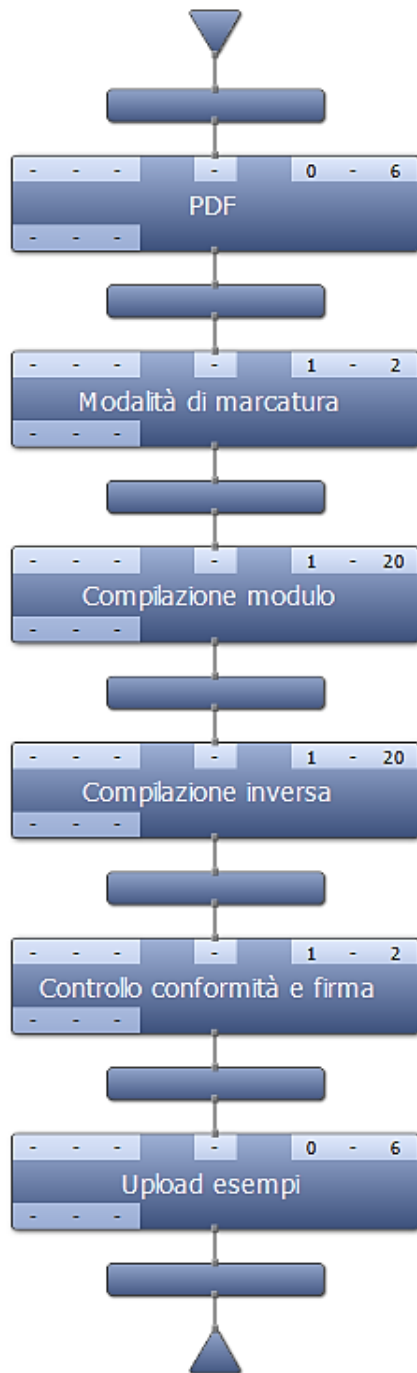 - - - - 0 - 6
PDF
- - -
- - - - 1 - 2
Modalità di marcatura
- - -
- - - - 1 - 20
Compilazione modulo
- - -
- - - - 1 - 20
Compilazione inversa
- - -
- - - - 1 - 2
Controllo conformità e firma
- - -
- - - - 0 - 6
Upload esempi
- - -